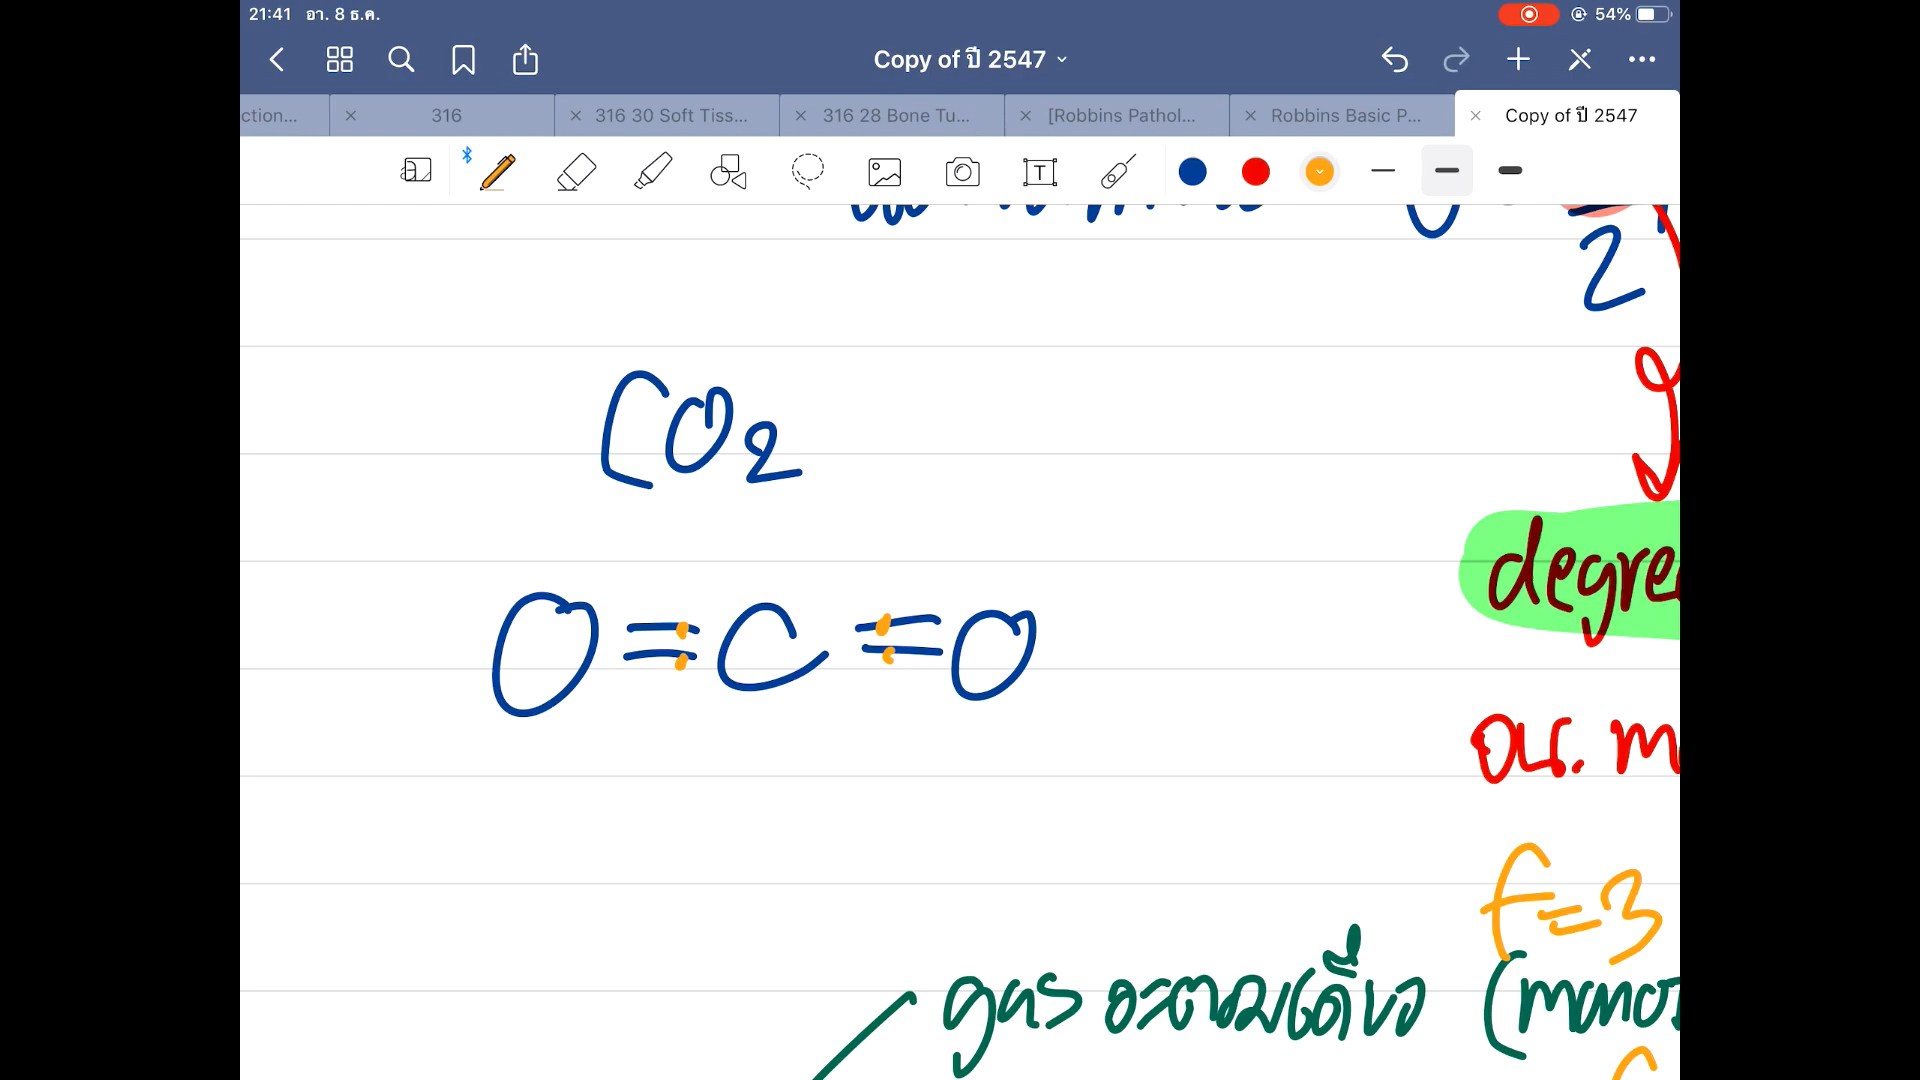 21:41 อา. 8 ธ.ค. 54%
Copy of ปี 2547
ction... 316 316 30 Soft Tiss... 316 28 Bone Tu... [Robbins Pathol... Robbins Basic P... Copy of ปี 2547
T
2
CO2
degre
O=C=O
f=3
gas อะตอมเดี่ยว (mono